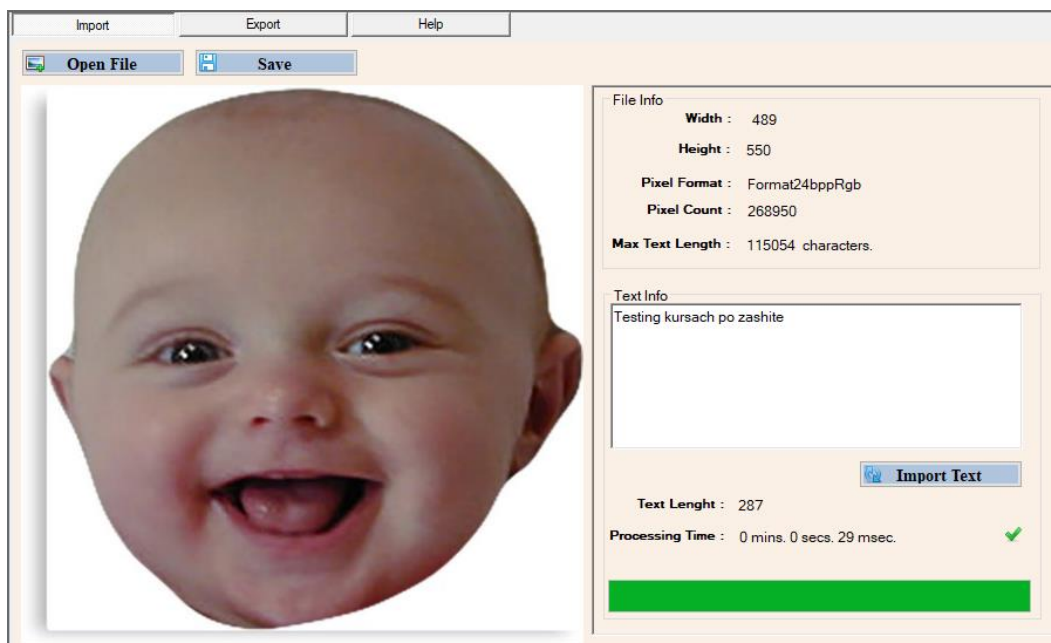 Import Export Help
Open File Save
File Info
Width : 489
Height : 550
Pixel Format : Format24bppRgb
Pixel Count : 268950
Max Text Length : 115054 characters.
Text Info
Testing kursach po zashite
Import Text
Text Lenght : 287
Processing Time : 0 mins. 0 secs. 29 msec.